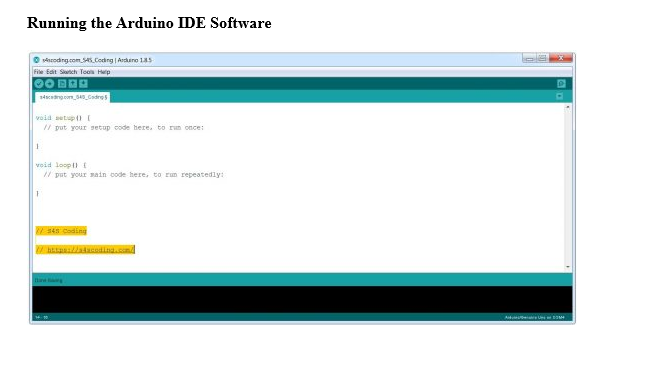 Running the Arduino IDE Software
s4scoding.com_S4S_Coding | Arduino 1.8.5
File Edit Sketch Tools Help
s4scoding.com_S4S_Coding §
void setup() {
// put your setup code here, to run once:
}
void loop() {
// put your main code here, to run repeatedly:
}
// S4S Coding
// https://s4scoding.com/
Done Saving
Arduino/Genuino Uno on COM4